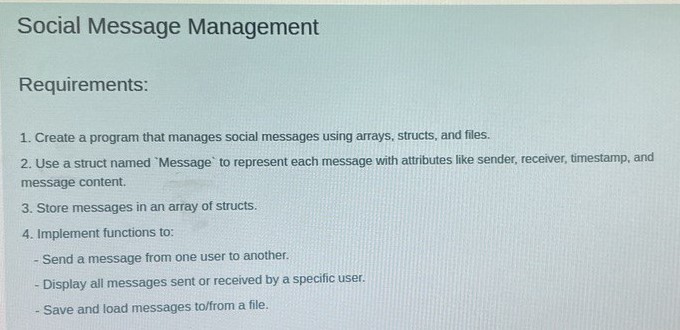 Social Message Management
Requirements:
1. Create a program that manages social messages using arrays, structs, and files.
2. Use a struct named `Message` to represent each message with attributes like sender, receiver, timestamp, and
message content.
3. Store messages in an array of structs.
4. Implement functions to:
- Send a message from one user to another.
- Display all messages sent or received by a specific user.
- Save and load messages to/from a file.